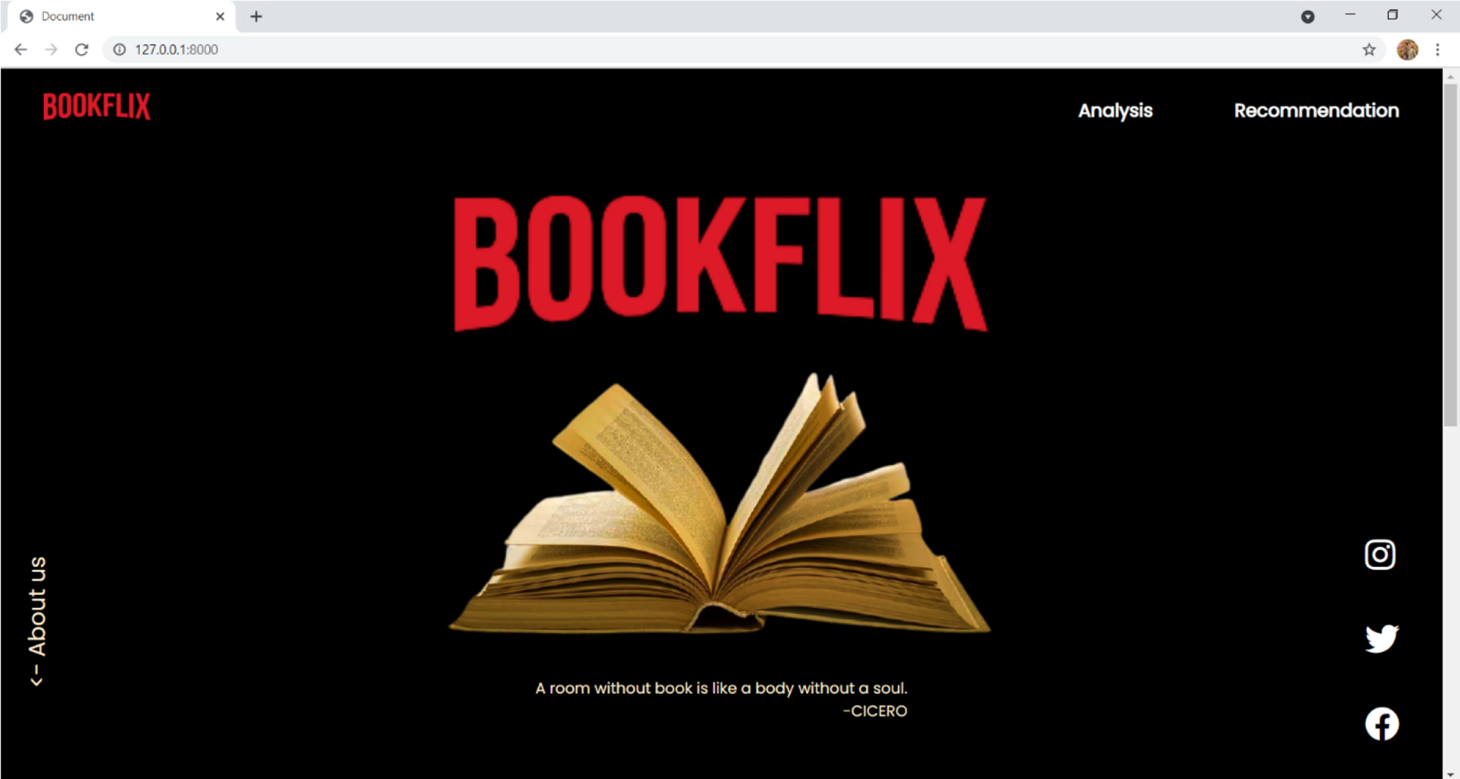 Document
127.0.0.1:8000
BOOKFLIX
Analysis
Recommendation
BOOKFLIX
<- About us
A room without book is like a body without a soul.
-CICERO